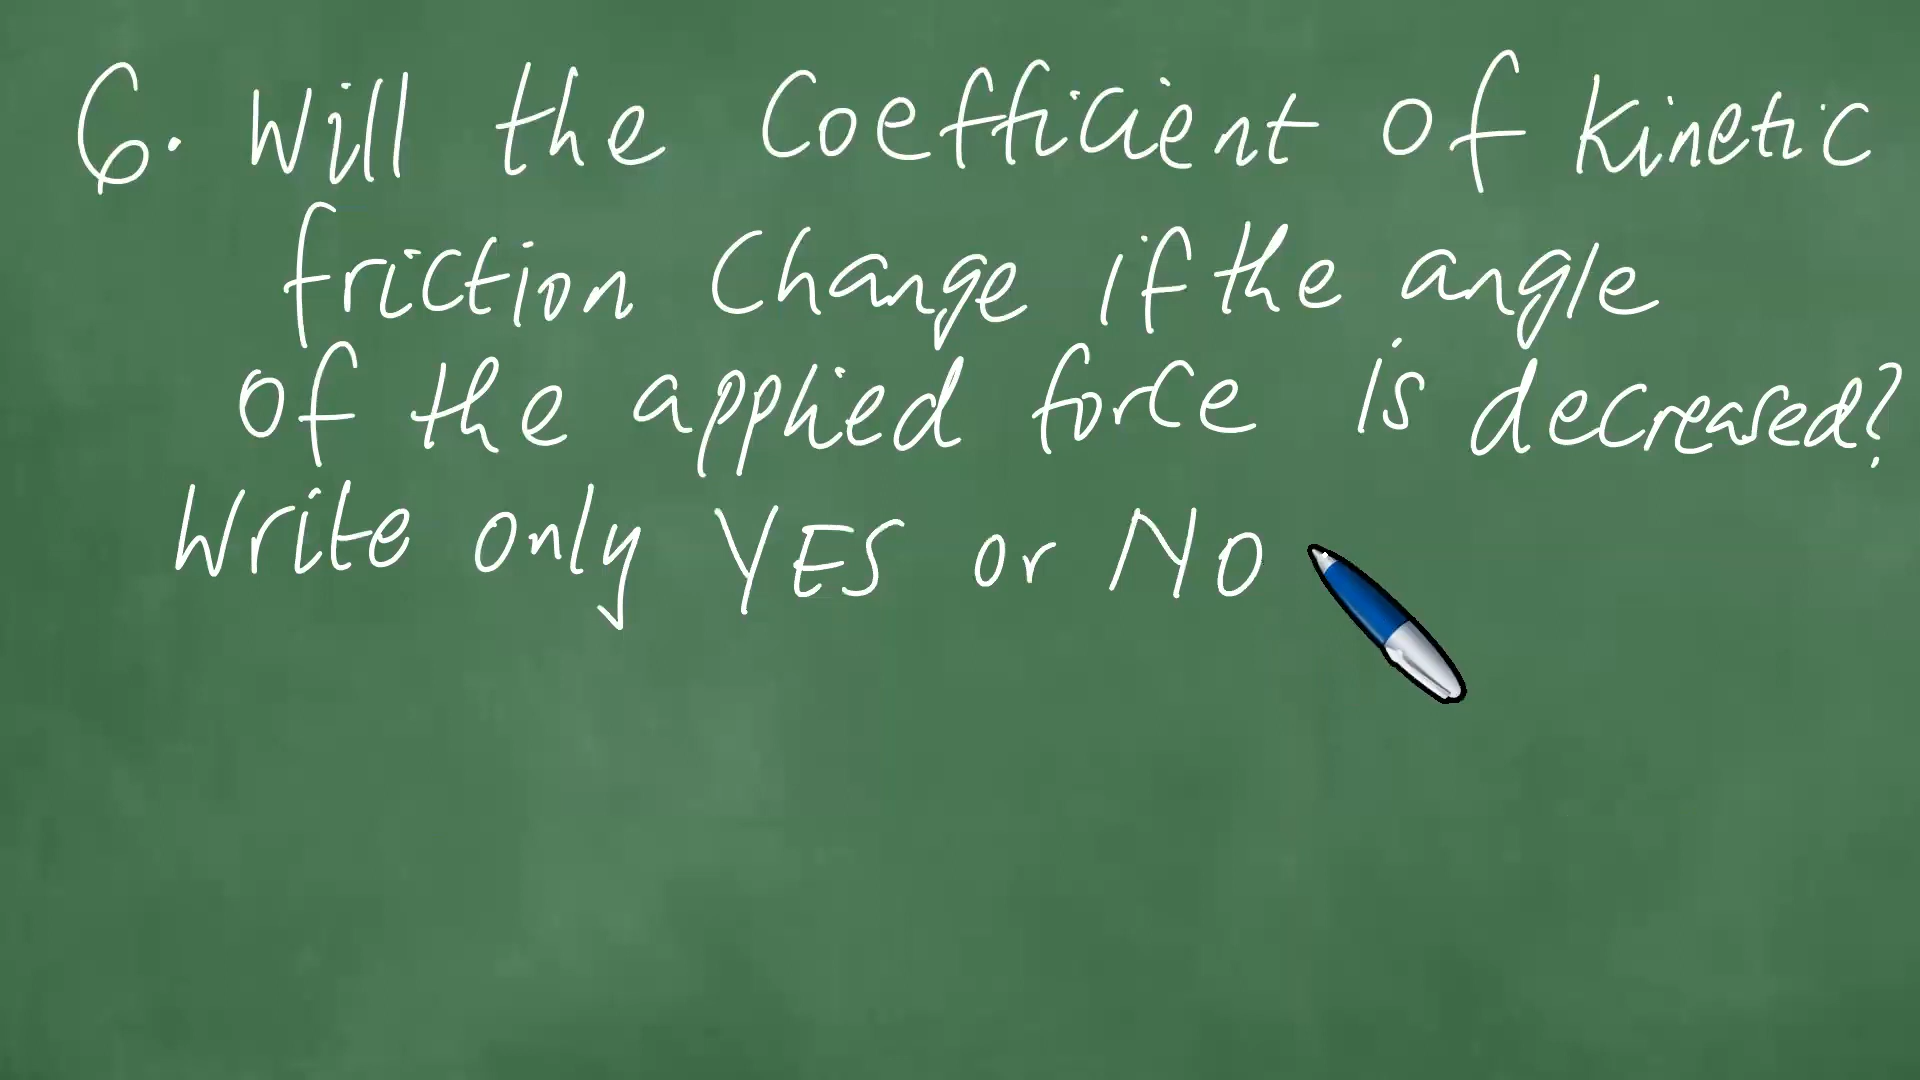 6. Will the Coefficient of Kinetic
friction Change if the angle
of the applied force is decreased?
Write only YES or NO